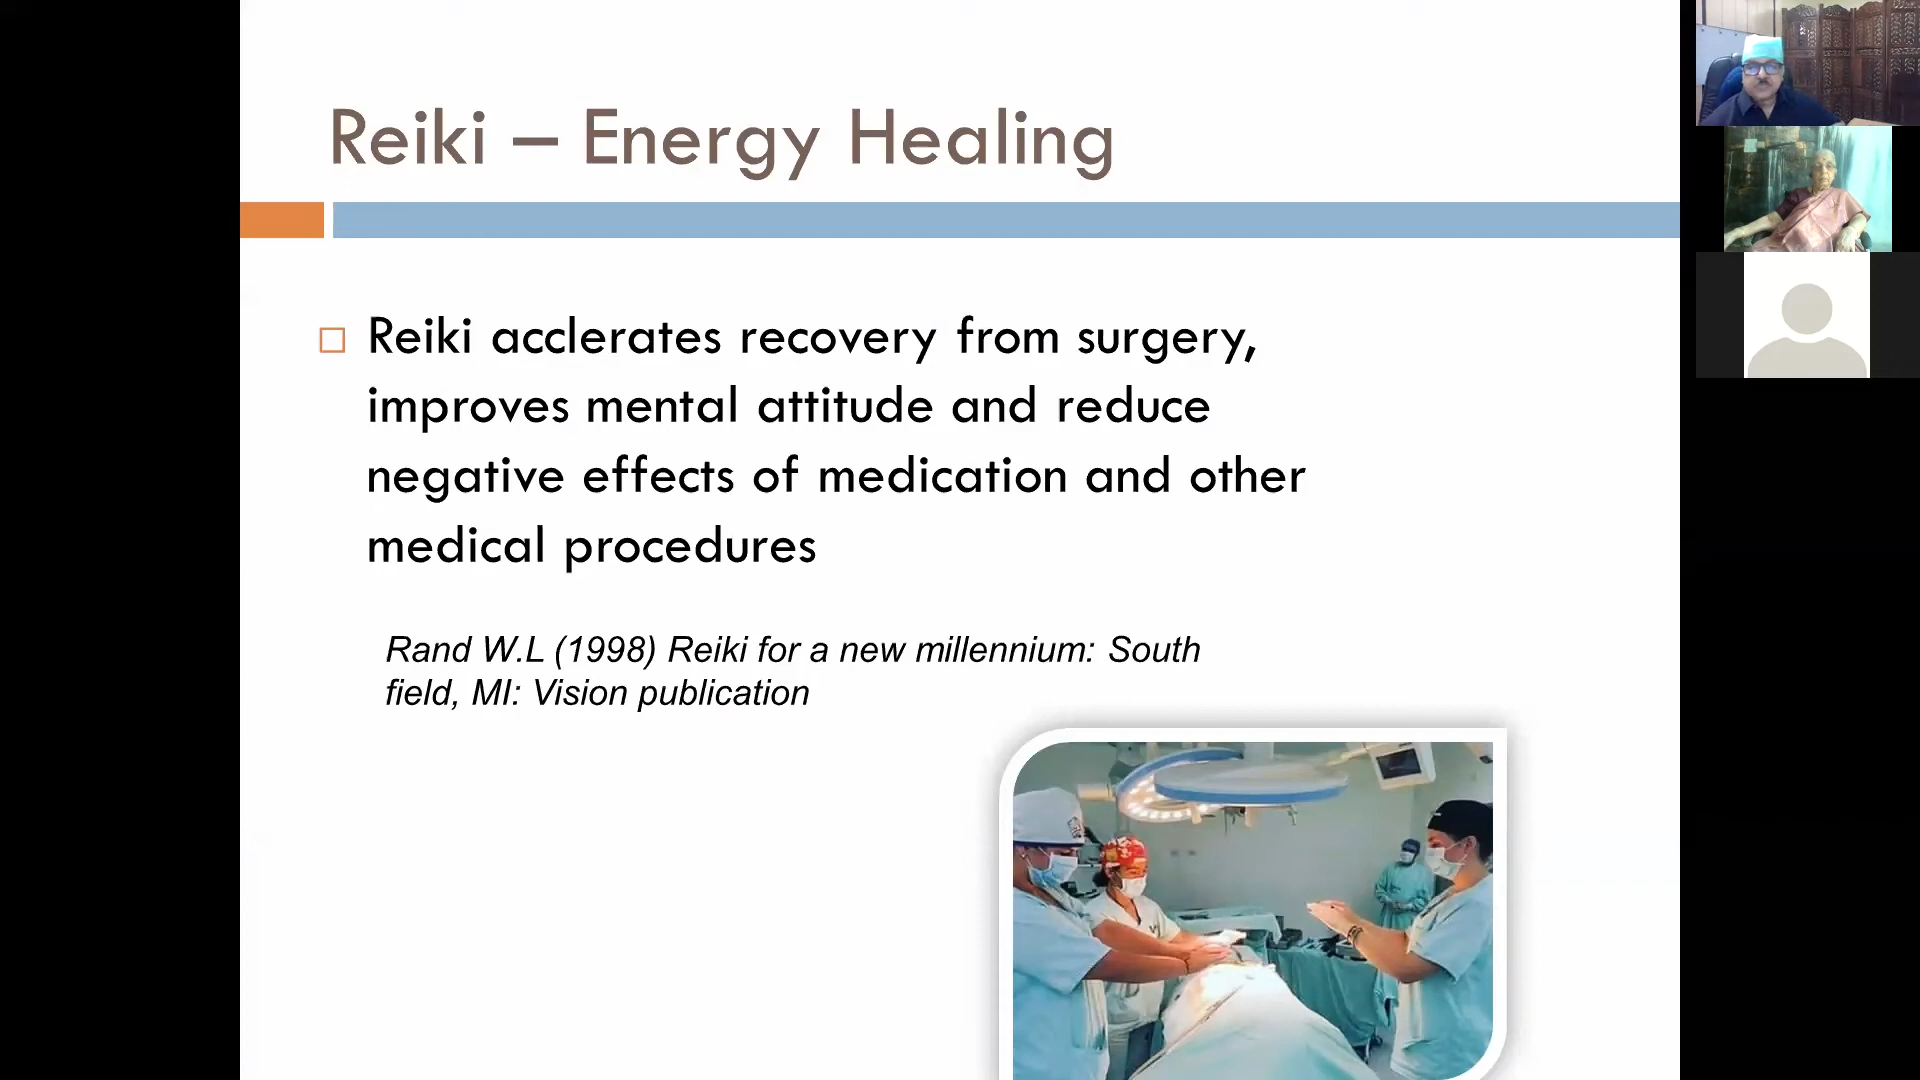 Reiki – Energy Healing
Reiki acclerates recovery from surgery,
improves mental attitude and reduce
negative effects of medication and other
medical procedures
Rand W.L (1998) Reiki for a new millennium: South
field, MI: Vision publication